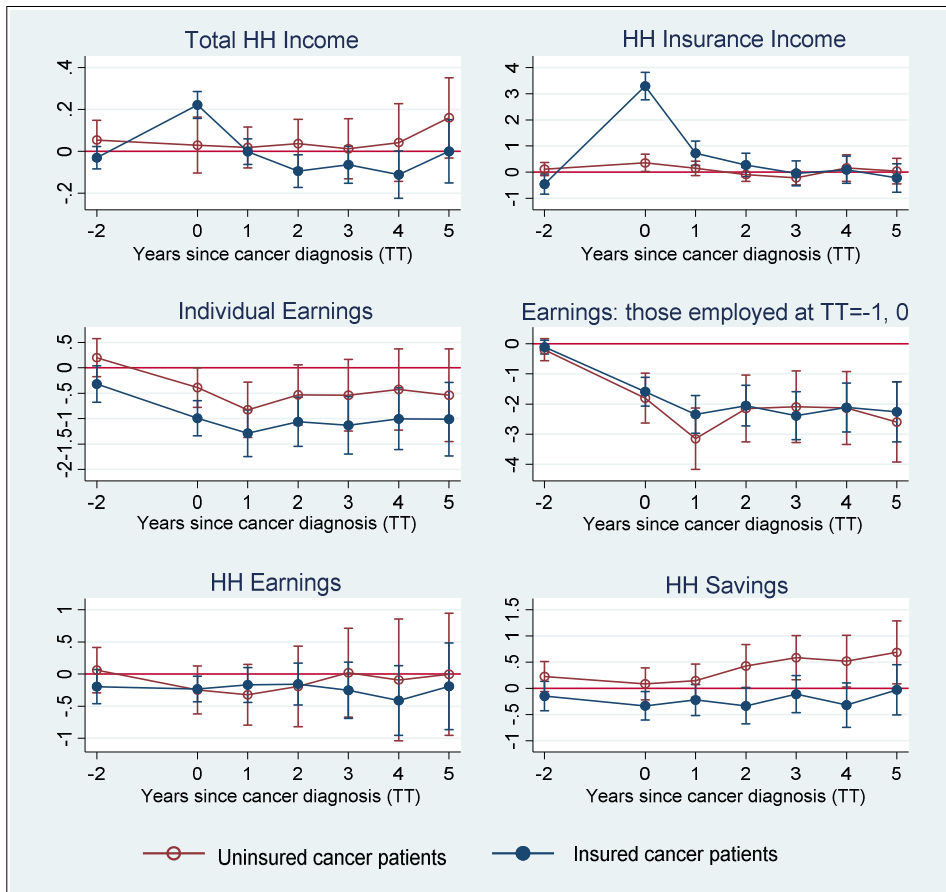 Total HH Income
.4
.2
0
-.2
-2 0 1 2 3 4 5
Years since cancer diagnosis (TT)
HH Insurance Income
4
3
2
1
0
-1
-2 0 1 2 3 4 5
Years since cancer diagnosis (TT)
Individual Earnings
.5
0
-.5
-1
-1.5
-2
-2 0 1 2 3 4 5
Years since cancer diagnosis (TT)
Earnings: those employed at TT=-1, 0
0
-1
-2
-3
-4
-2 0 1 2 3 4 5
Years since cancer diagnosis (TT)
HH Earnings
1
.5
0
-.5
-1
-2 0 1 2 3 4 5
Years since cancer diagnosis (TT)
HH Savings
1.5
1
.5
0
-.5
-1
-2 0 1 2 3 4 5
Years since cancer diagnosis (TT)
Uninsured cancer patients
Insured cancer patients